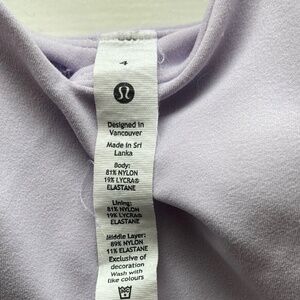 4
Designed in
Vancouver
Made in Sri
Lanka
Body:
81% NYLON
19% LYCRA®
ELASTANE
Lining:
81% NYLON
19% LYCRA®
ELASTANE
Middle Layer:
89% NYLON
11% ELASTANE
Exclusive of
decoration
Wash with
like colours